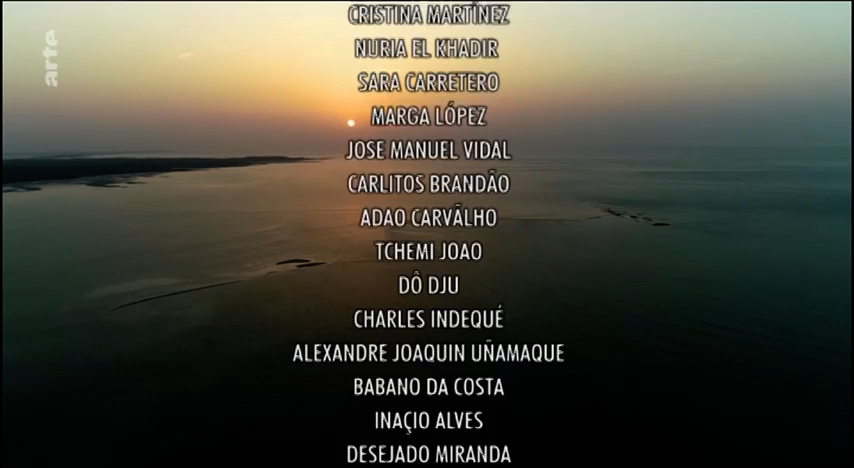 arte
CRISTINA MARTÍNEZ
NURIA EL KHADIR
SARA CARRETERO
MARGA LÓPEZ
JOSE MANUEL VIDAL
CARLITOS BRANDÃO
ADAO CARVÃLHO
TCHEMI JOAO
DÔ DJU
CHARLES INDEQUÉ
ALEXANDRE JOAQUIN UÑAMAQUE
BABANO DA COSTA
INAÇIO ALVES
DESEJADO MIRANDA